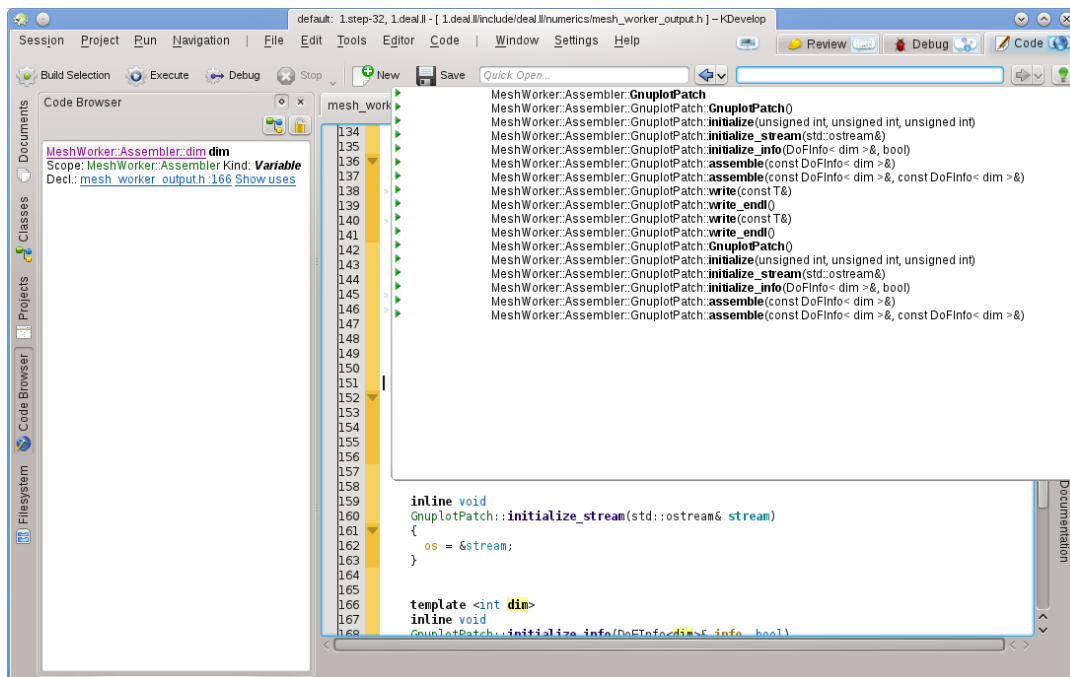 default: 1.step-32, 1.deal.II - [ 1.deal.II/include/deal.II/numerics/mesh_worker_output.h ] – KDevelop
Session Project Run Navigation | File Edit Tools Editor Code | Window Settings Help
Review Debug Code
Build Selection Execute Debug Stop New Save Quick Open...
Documents
Classes
Projects
Code Browser
Filesystem
Code Browser
MeshWorker::Assembler::dim dim
Scope: MeshWorker::Assembler Kind: Variable
Decl.: mesh_worker_output.h :166 Show uses
mesh_work
MeshWorker::Assembler::GnuplotPatch
MeshWorker::Assembler::GnuplotPatch::GnuplotPatch()
MeshWorker::Assembler::GnuplotPatch::initialize(unsigned int, unsigned int, unsigned int)
MeshWorker::Assembler::GnuplotPatch::initialize_stream(std::ostream&)
MeshWorker::Assembler::GnuplotPatch::initialize_info(DoFInfo< dim >&, bool)
MeshWorker::Assembler::GnuplotPatch::assemble(const DoFInfo< dim >&)
MeshWorker::Assembler::GnuplotPatch::assemble(const DoFInfo< dim >&, const DoFInfo< dim >&)
MeshWorker::Assembler::GnuplotPatch::write(const T&)
MeshWorker::Assembler::GnuplotPatch::write_endl()
MeshWorker::Assembler::GnuplotPatch::write(const T&)
MeshWorker::Assembler::GnuplotPatch::write_endl()
MeshWorker::Assembler::GnuplotPatch::GnuplotPatch()
MeshWorker::Assembler::GnuplotPatch::initialize(unsigned int, unsigned int, unsigned int)
MeshWorker::Assembler::GnuplotPatch::initialize_stream(std::ostream&)
MeshWorker::Assembler::GnuplotPatch::initialize_info(DoFInfo< dim >&, bool)
MeshWorker::Assembler::GnuplotPatch::assemble(const DoFInfo< dim >&)
MeshWorker::Assembler::GnuplotPatch::assemble(const DoFInfo< dim >&, const DoFInfo< dim >&)
134
135
136
137
138
139
140
141
142
143
144
145
146
147
148
149
150
151
152
153
154
155
156
157
158
159 inline void
160 GnuplotPatch::initialize_stream(std::ostream& stream)
161 {
162 os = &stream;
163 }
164
165
166 template <int dim>
167 inline void
168 GnuplotPatch::initialize_info(DoFInfo<dim>& info, bool)
Documentation